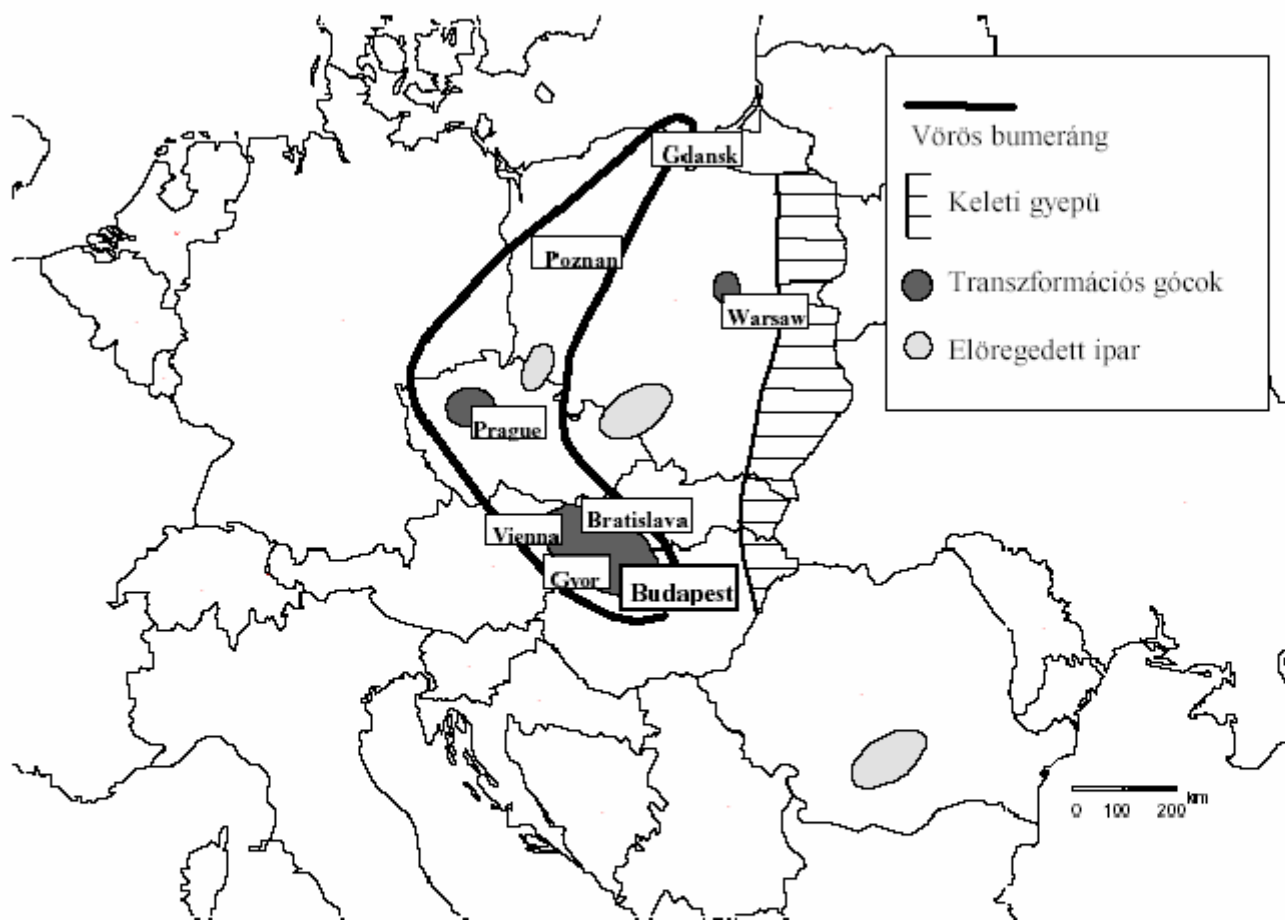 Vörös bumeráng
Keleti gyepü
Transzformációs gócok
Elöregedett ipar
Gdansk
Poznan
Warsaw
Prague
Bratislava
Vienna
Gyor
Budapest
0 100 200 km